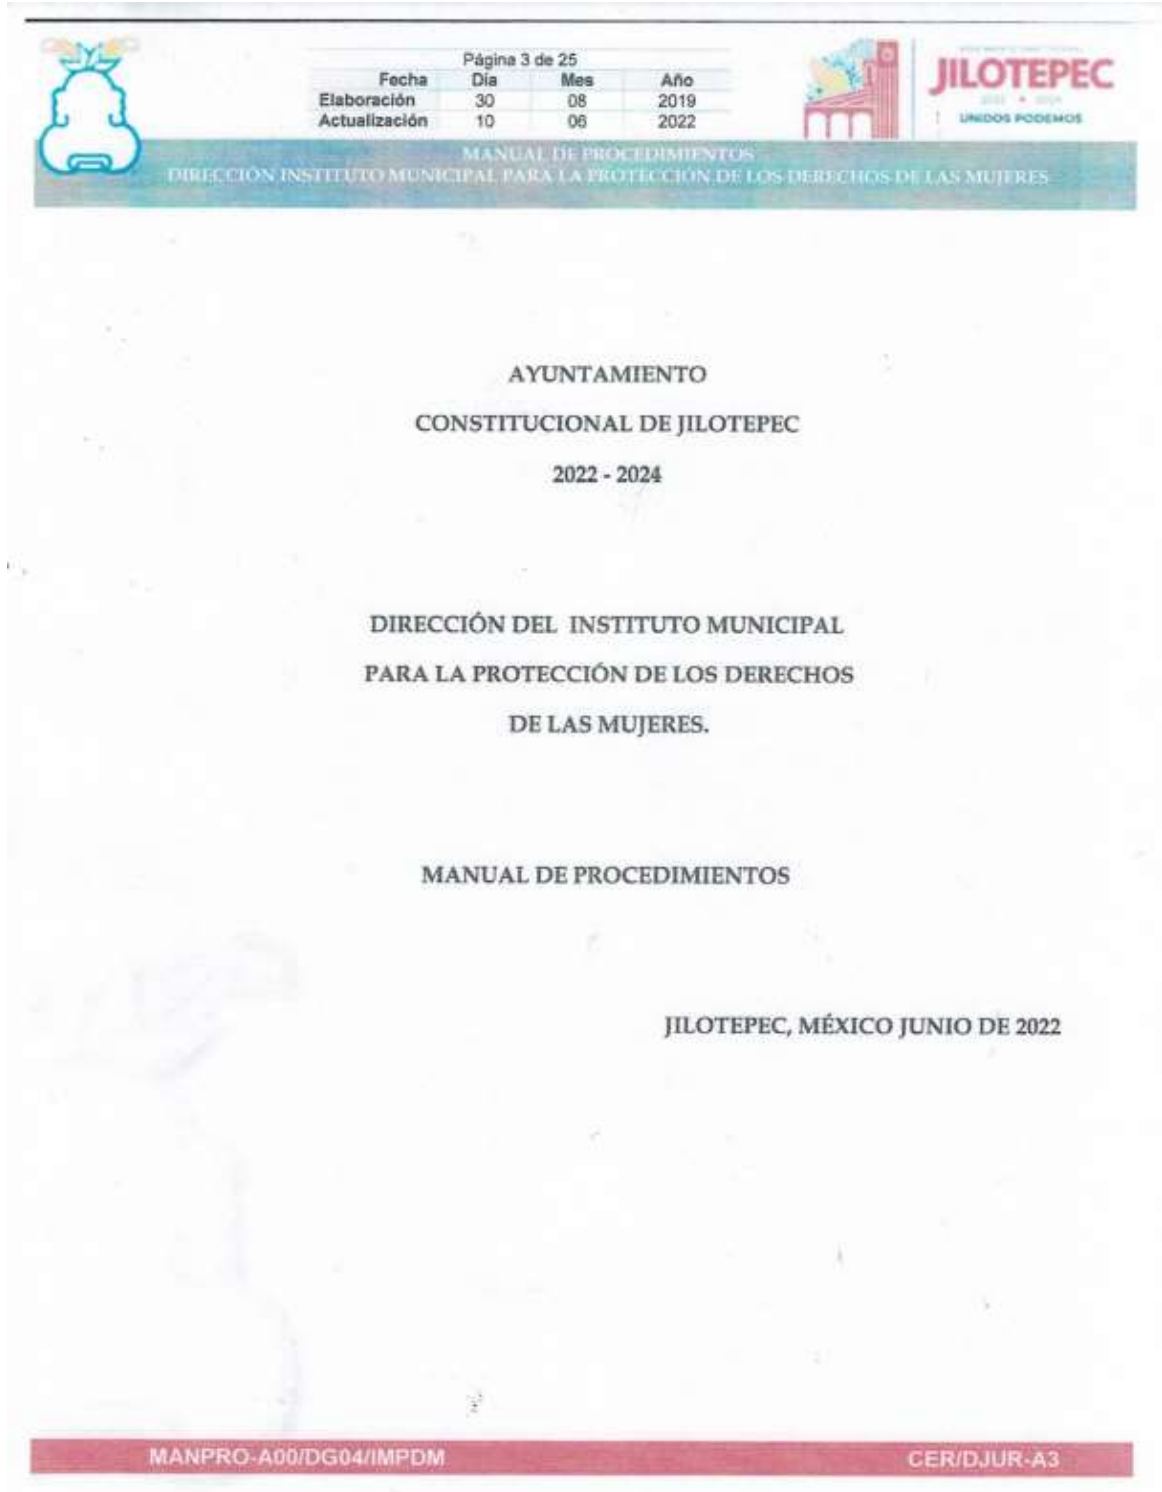 Página 3 de 25
Fecha Día Mes Año
Elaboración 30 08 2019
Actualización 10 06 2022
JILOTEPEC
UNIDOS PODEMOS
MANUAL DE PROCEDIMIENTOS
DIRECCIÓN INSTITUTO MUNICIPAL PARA LA PROTECCIÓN DE LOS DERECHOS DE LAS MUJERES
AYUNTAMIENTO
CONSTITUCIONAL DE JILOTEPEC
2022 - 2024
DIRECCIÓN DEL INSTITUTO MUNICIPAL
PARA LA PROTECCIÓN DE LOS DERECHOS
DE LAS MUJERES.
MANUAL DE PROCEDIMIENTOS
JILOTEPEC, MÉXICO JUNIO DE 2022
MANPRO-A00/DG04/IMPDM CER/DJUR-A3